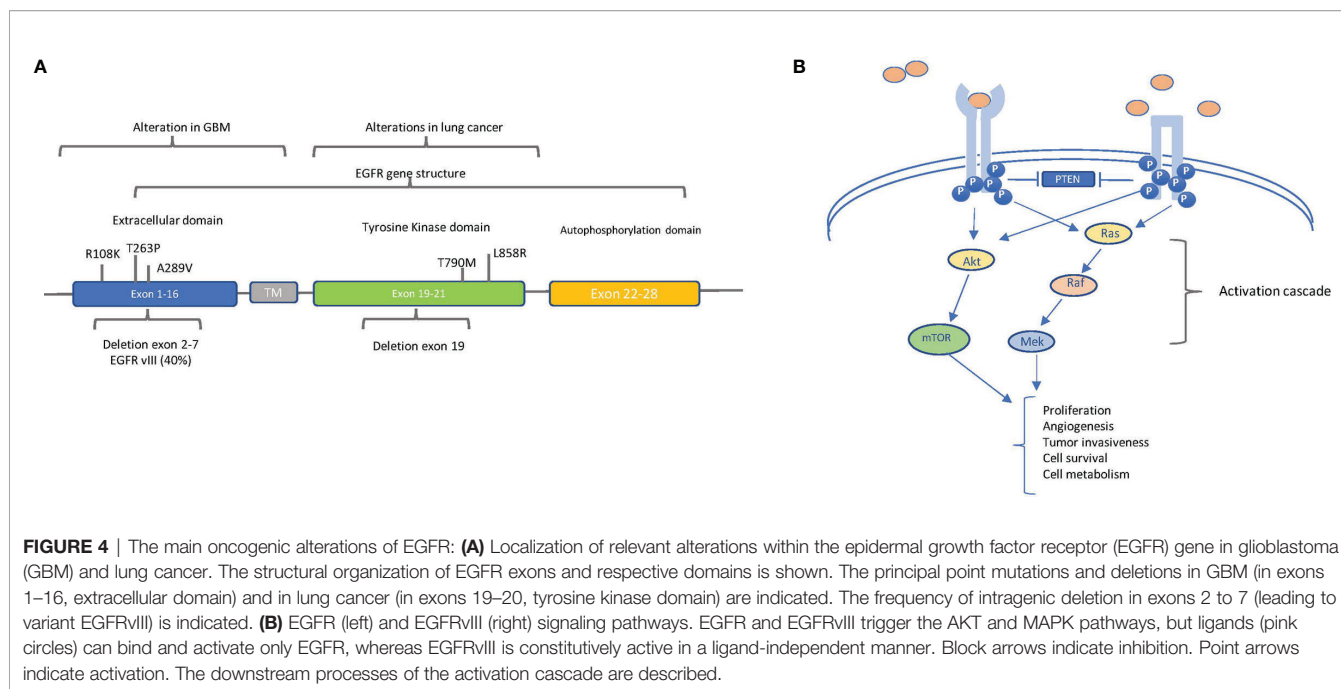 A
Alteration in GBM
Alterations in lung cancer
EGFR gene structure
Extracellular domain
Tyrosine Kinase domain
Autophosphorylation domain
R108K
T263P
A289V
T790M
L858R
Exon 1-16
TM
Exon 19-21
Exon 22-28
Deletion exon 2-7
EGFR vIII (40%)
Deletion exon 19
B
P
P
P
P
P
PTEN
P
P
P
P
P
P
Akt
Ras
Raf
mTOR
Mek
Activation cascade
Proliferation
Angiogenesis
Tumor invasiveness
Cell survival
Cell metabolism
FIGURE 4 | The main oncogenic alterations of EGFR: (A) Localization of relevant alterations within the epidermal growth factor receptor (EGFR) gene in glioblastoma
(GBM) and lung cancer. The structural organization of EGFR exons and respective domains is shown. The principal point mutations and deletions in GBM (in exons
1–16, extracellular domain) and in lung cancer (in exons 19–20, tyrosine kinase domain) are indicated. The frequency of intragenic deletion in exons 2 to 7 (leading to
variant EGFRvIII) is indicated. (B) EGFR (left) and EGFRvIII (right) signaling pathways. EGFR and EGFRvIII trigger the AKT and MAPK pathways, but ligands (pink
circles) can bind and activate only EGFR, whereas EGFRvIII is constitutively active in a ligand-independent manner. Block arrows indicate inhibition. Point arrows
indicate activation. The downstream processes of the activation cascade are described.